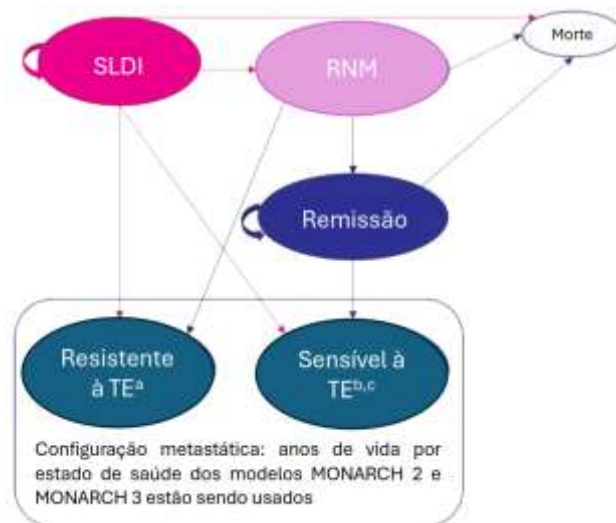 Morte
SLDI
RNM
Remissão
Resistente
à TEᵃ
Sensível à
TEᵇ,ᶜ
Configuração metastática: anos de vida por
estado de saúde dos modelos MONARCH 2 e
MONARCH 3 estão sendo usados